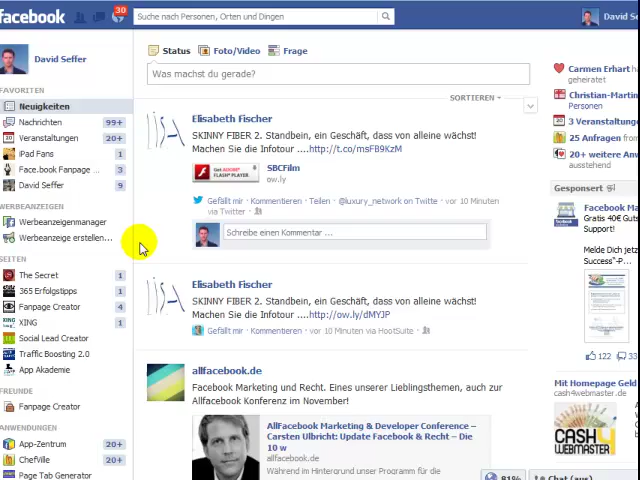 facebook
30
Suche nach Personen, Orten und Dingen
David Se
David Seffer
FAVORITEN
Neuigkeiten
Nachrichten 99+
Veranstaltungen 20+
iPad Fans 1
Face.book Fanpage ... 3
David Seffer 9
WERBEANZEIGEN
Werbeanzeigenmanager
Werbeanzeige erstellen...
SEITEN
The Secret 1
365 Erfolgstipps 1
Fanpage Creator 4
XING 1
Social Lead Creator
Traffic Boosting 2.0
App Akademie
FREUNDE
Fanpage Creator
ANWENDUNGEN
App-Zentrum 20+
ChefVille 20+
Page Tab Generator
Status Foto/Video Frage
Was machst du gerade?
SORTIEREN
Elisabeth Fischer
SKINNY FIBER 2. Standbein, ein Geschäft, dass von alleine wächst!
Machen Sie die Infotour ....http://t.co/msFB9KzM
Get ADOBE® FLASH® PLAYER
SBCFilm
ow.ly
Gefällt mir · Kommentieren · Teilen · @luxury_network on Twitte · vor 10 Minuten
via Twitter ·
Schreibe einen Kommentar ...
Elisabeth Fischer
SKINNY FIBER 2. Standbein, ein Geschäft, dass von alleine wächst!
Machen Sie die Infotour ....http://ow.ly/dMYJP
Gefällt mir · Kommentieren · vor 10 Minuten via HootSuite ·
allfacebook.de
Facebook Marketing und Recht. Eines unserer Lieblingsthemen, auch zur
Allfacebook Konferenz im November!
AllFacebook Marketing & Developer Conference –
Carsten Ulbricht: Update Facebook & Recht – Die
10 w
allfacebook.de
Während im Hintergrund unser Programm für die
Carmen Erhart
geheiratet
Christian-Martin
Personen
3 Veranstaltung
25 Anfragen
20+ weitere Anw
ausstehend
Gesponsert
Facebook Ma
Gratis 40€ Guts
Support!
Melde Dich jetz
Success"-P...
122 33
Mit Homepage Geld
cash4webmaster.de
CASH 4 WEBMASTER
81%
Chat (aus)